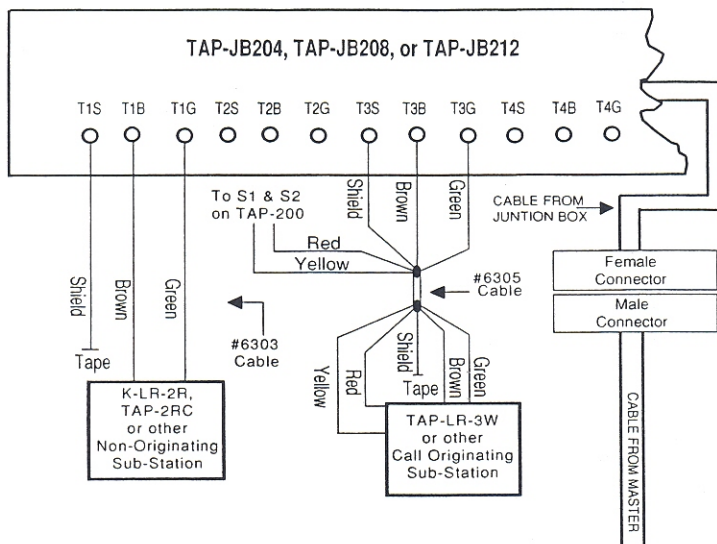 TAP-JB204, TAP-JB208, or TAP-JB212
T1S T1B T1G T2S T2B T2G T3S T3B T3G T4S T4B T4G
To S1 & S2
on TAP-200
Shield
Brown
Green
CABLE FROM
JUNTION BOX
Red
Yellow
Female
Connector
Male
Connector
#6305
Cable
Shield
Brown
Green
#6303
Cable
Tape
K-LR-2R,
TAP-2RC
or other
Non-Originating
Sub-Station
Yellow
Red
Shield
Brown
Green
Tape
TAP-LR-3W
or other
Call Originating
Sub-Station
CABLE FROM MASTER